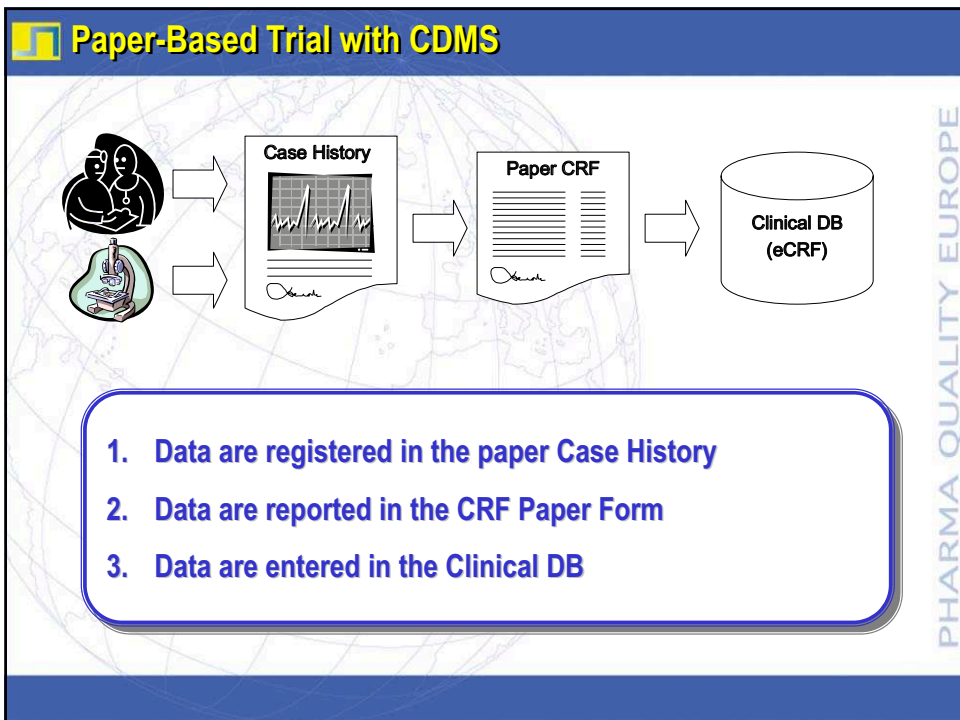 Paper-Based Trial with CDMS
Case History
Paper CRF
Clinical DB
(eCRF)
1. Data are registered in the paper Case History
2. Data are reported in the CRF Paper Form
3. Data are entered in the Clinical DB
PHARMA QUALITY EUROPE